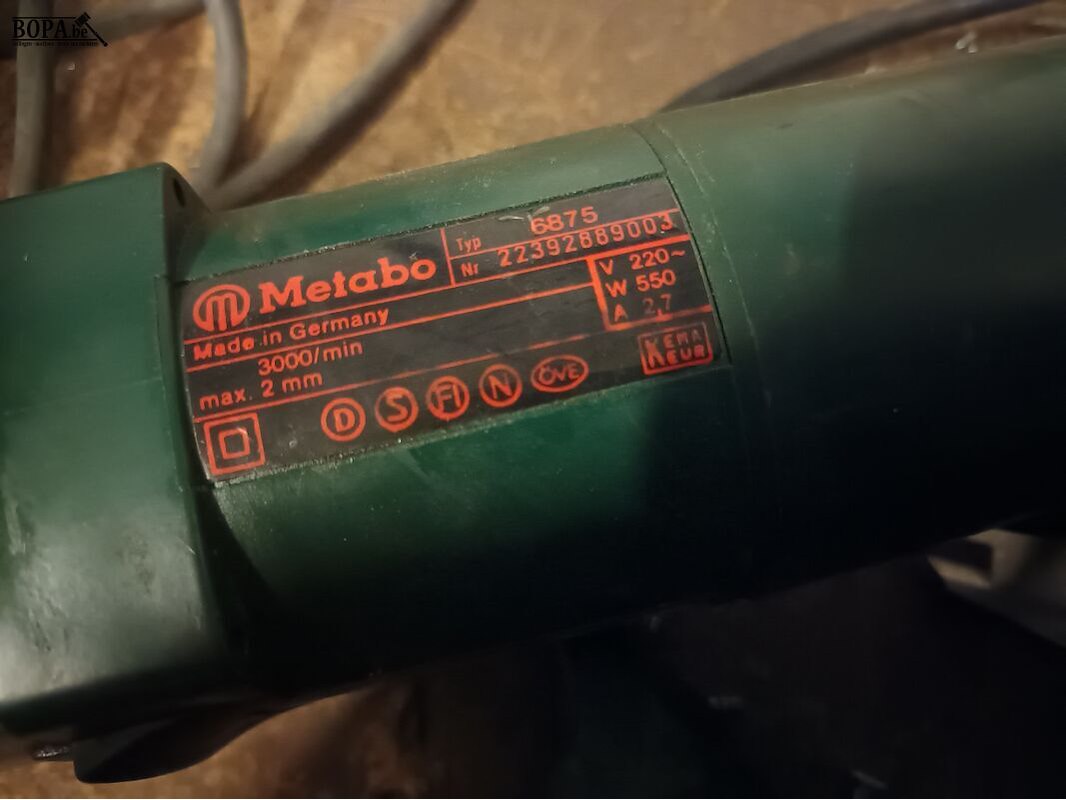 BOPA.be
Metabo
Typ 6875
Nr 22392889003
Made in Germany
3000/min
max. 2 mm
V 220~
W 550
A 2,7
D S FI N ÖVE
KEMA
KEUR